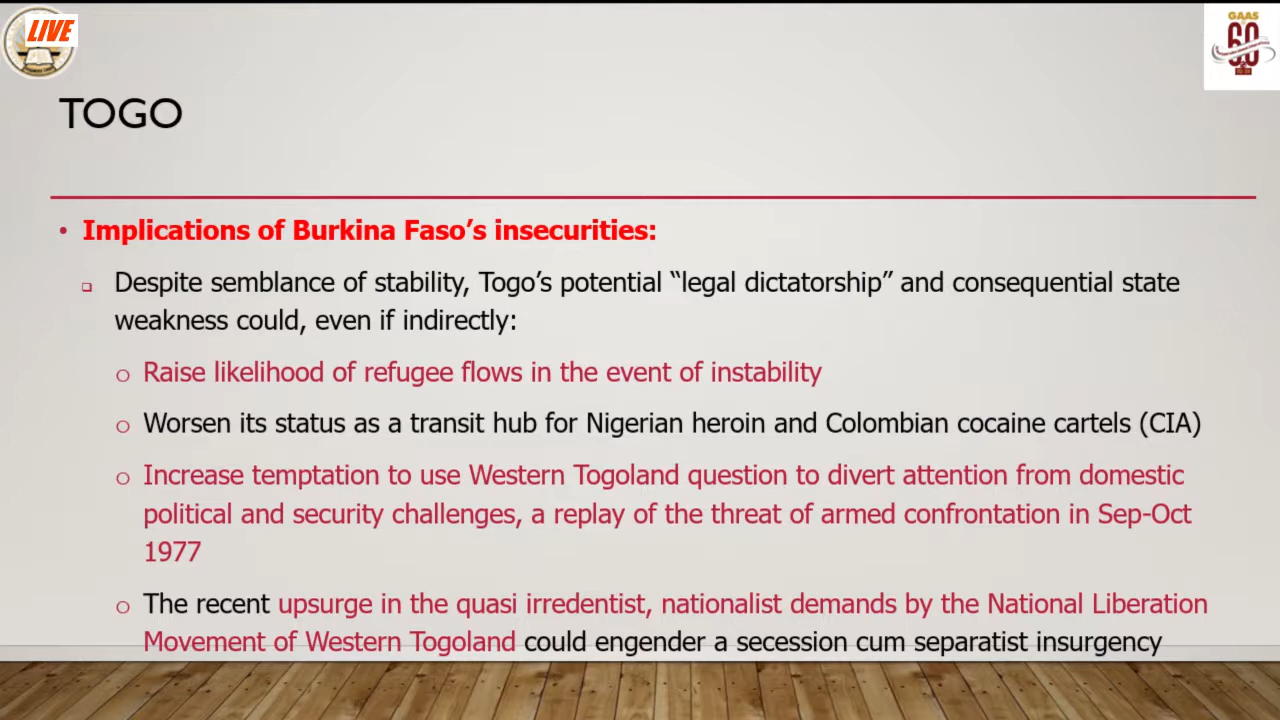 LIVE
GAAS
60
TOGO
• Implications of Burkina Faso’s insecurities:
Despite semblance of stability, Togo’s potential “legal dictatorship” and consequential state
weakness could, even if indirectly:
o Raise likelihood of refugee flows in the event of instability
o Worsen its status as a transit hub for Nigerian heroin and Colombian cocaine cartels (CIA)
o Increase temptation to use Western Togoland question to divert attention from domestic
political and security challenges, a replay of the threat of armed confrontation in Sep-Oct
1977
o The recent upsurge in the quasi irredentist, nationalist demands by the National Liberation
Movement of Western Togoland could engender a secession cum separatist insurgency